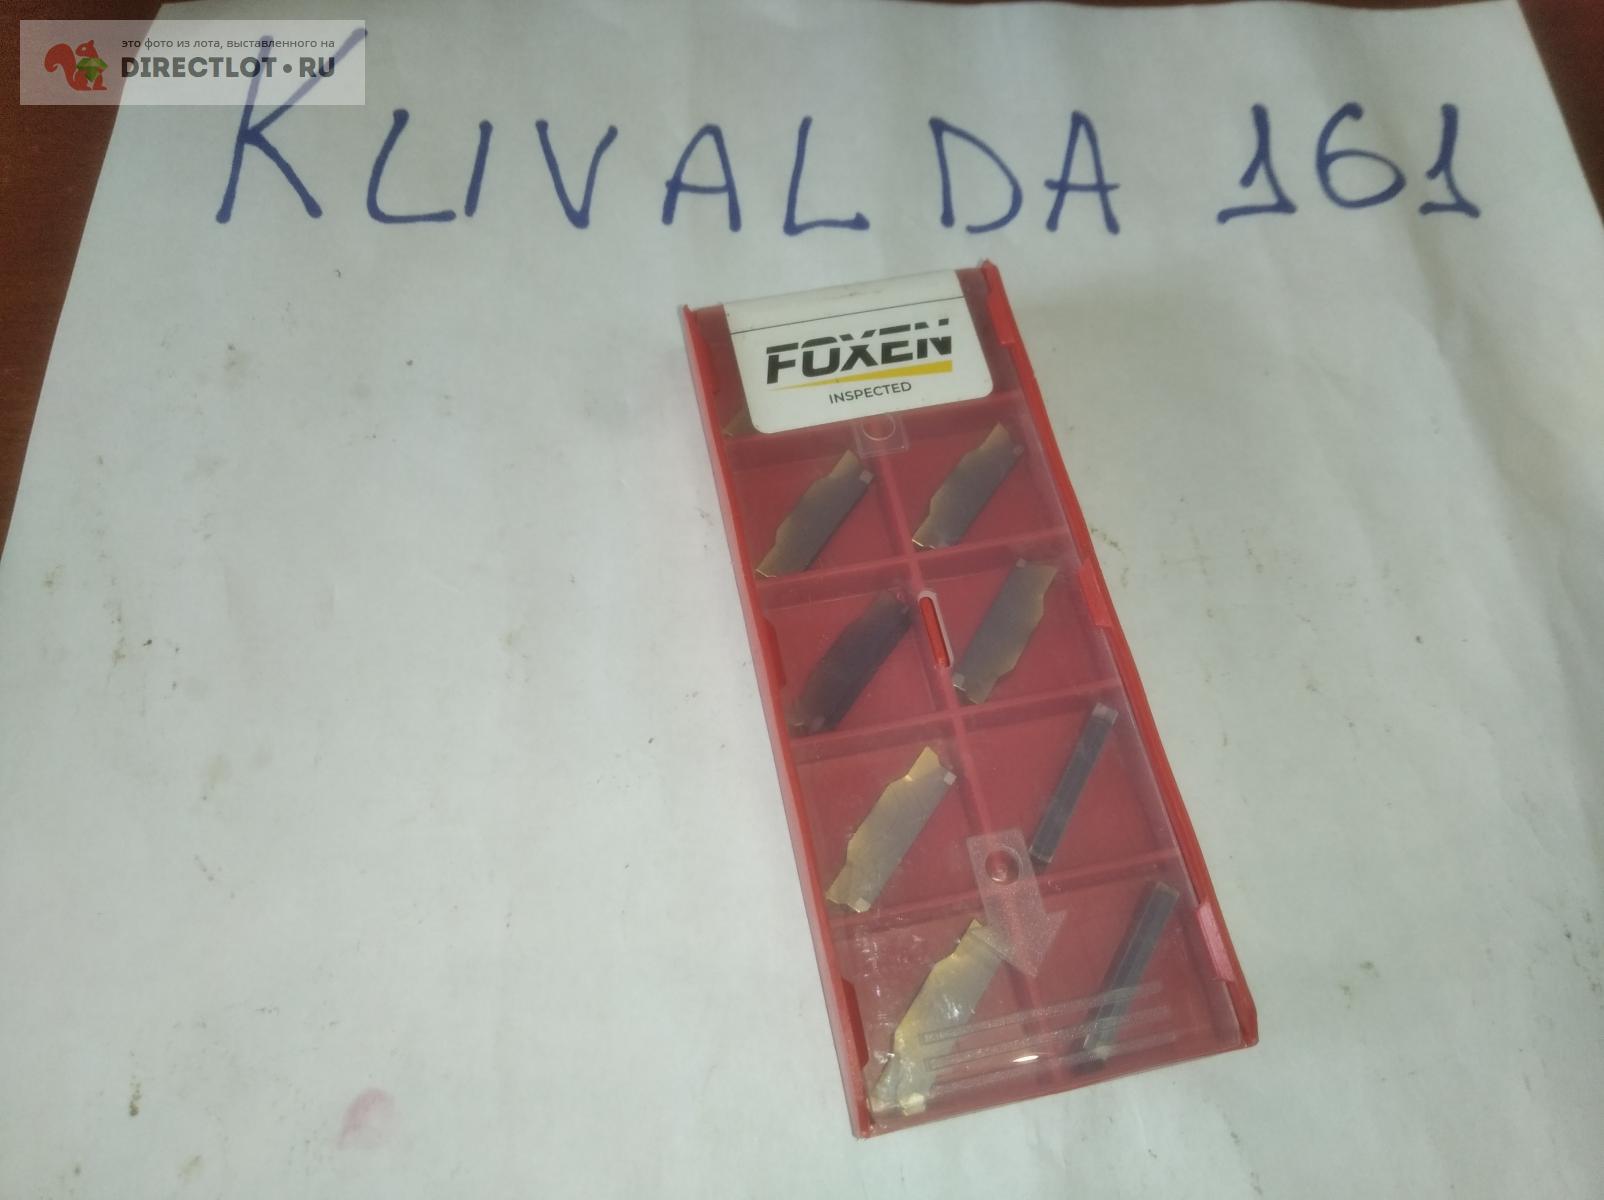 это фото из лота, выставленного на
DIRECTLOT•RU
KLIVALDA 161
FOXEN
INSPECTED